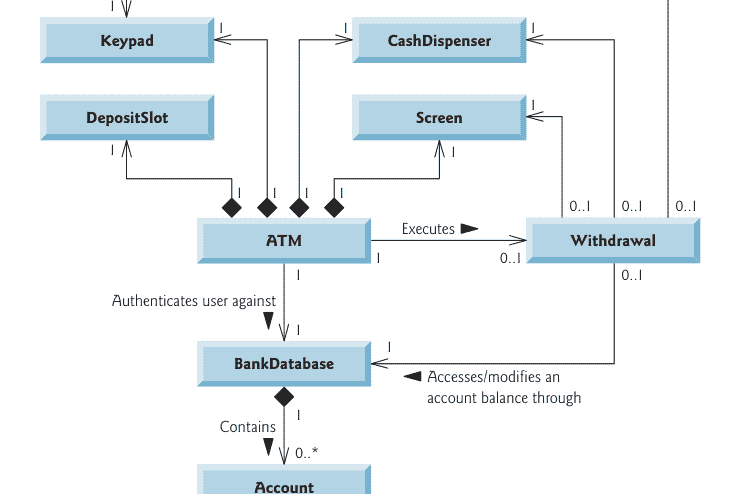 1
1
1
1
Keypad
CashDispenser
DepositSlot
Screen
1
1
1
1
1
1
1
0..1
0..1
0..1
ATM
Executes
Withdrawal
1
0..1
1
0..1
Authenticates user against
1
1
BankDatabase
Accesses/modifies an
account balance through
1
Contains
0..*
Account